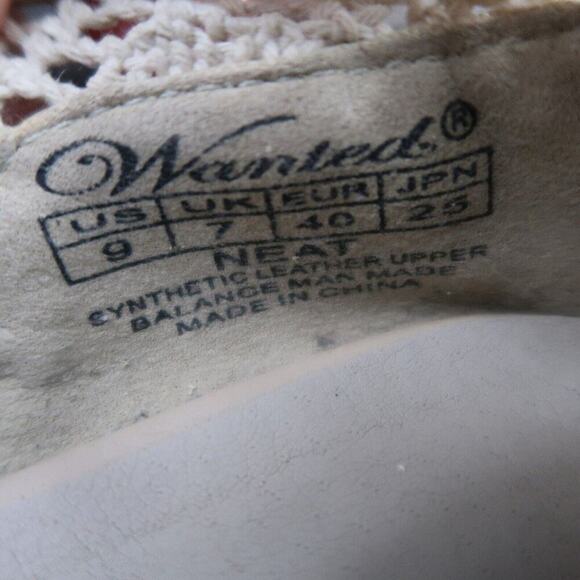 Wanted®
US UK EUR JPN
9 7 40 25
NEAT
SYNTHETIC LEATHER UPPER
BALANCE MAN MADE
MADE IN CHINA